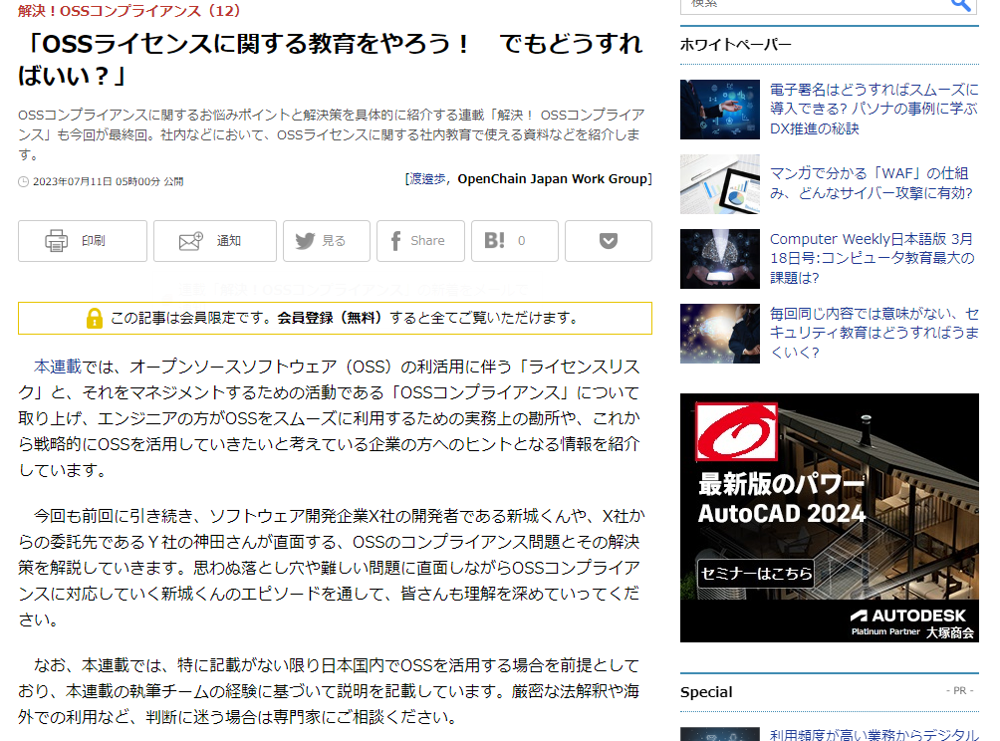 解決！OSSコンプライアンス（12）
「OSSライセンスに関する教育をやろう！　でもどうすれ
ばいい？」
OSSコンプライアンスに関するお悩みポイントと解決策を具体的に紹介する連載「解決！ OSSコンプライア
ンス」も今回が最終回。社内などにおいて、OSSライセンスに関する社内教育で使える資料などを紹介しま
す。
2023年07月11日 05時00分 公開
[渡邊歩，OpenChain Japan Work Group]
印刷
通知
見る
Share
B! 0
この記事は会員限定です。会員登録（無料）すると全てご覧いただけます。
本連載では、オープンソースソフトウェア（OSS）の利活用に伴う「ライセンスリス
ク」と、それをマネジメントするための活動である「OSSコンプライアンス」について
取り上げ、エンジニアの方がOSSをスムーズに利用するための実務上の勘所や、これか
ら戦略的にOSSを活用していきたいと考えている企業の方へのヒントとなる情報を紹介
しています。
今回も前回に引き続き、ソフトウェア開発企業X社の開発者である新城くんや、X社か
らの委託先であるＹ社の神田さんが直面する、OSSのコンプライアンス問題とその解決
策を解説していきます。思わぬ落とし穴や難しい問題に直面しながらOSSコンプライア
ンスに対応していく新城くんのエピソードを通して、皆さんも理解を深めていってくだ
さい。
なお、本連載では、特に記載がない限り日本国内でOSSを活用する場合を前提として
おり、本連載の執筆チームの経験に基づいて説明を記載しています。厳密な法解釈や海
外での利用など、判断に迷う場合は専門家にご相談ください。
検索
ホワイトペーパー
電子署名はどうすればスムーズに
導入できる? パソナの事例に学ぶ
DX推進の秘訣
マンガで分かる「WAF」の仕組
み、どんなサイバー攻撃に有効?
Computer Weekly日本語版 3月
18日号:コンピュータ教育最大の
課題は?
毎回同じ内容では意味がない、セ
キュリティ教育はどうすればうま
くいく?
最新版のパワー
AutoCAD 2024
セミナーはこちら
AUTODESK
Platinum Partner 大塚商会
Special
- PR -
利用頻度が高い業務からデジタル